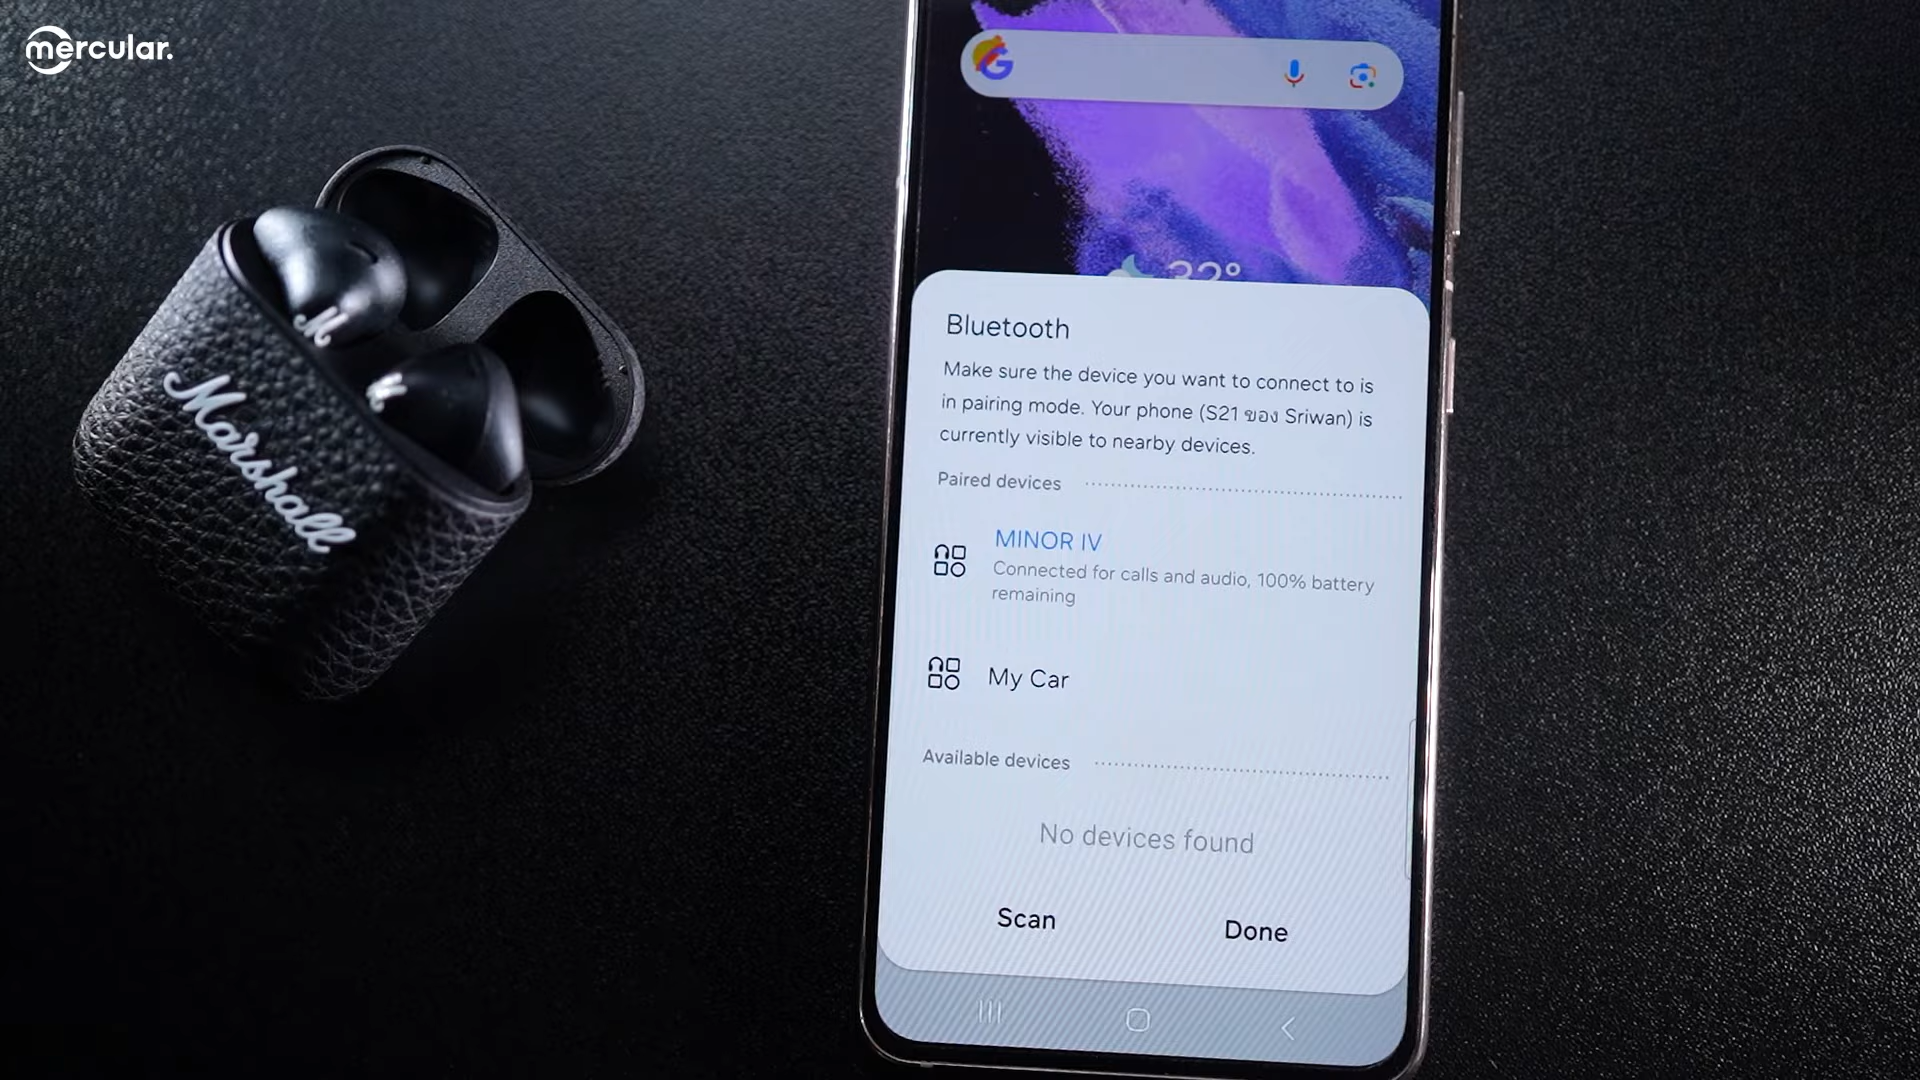 mercular.
M
M
Marshall
G
32°
Bluetooth
Make sure the device you want to connect to is
in pairing mode. Your phone (S21 ของ Sriwan) is
currently visible to nearby devices.
Paired devices
MINOR IV
Connected for calls and audio, 100% battery
remaining
My Car
Available devices
No devices found
Scan
Done